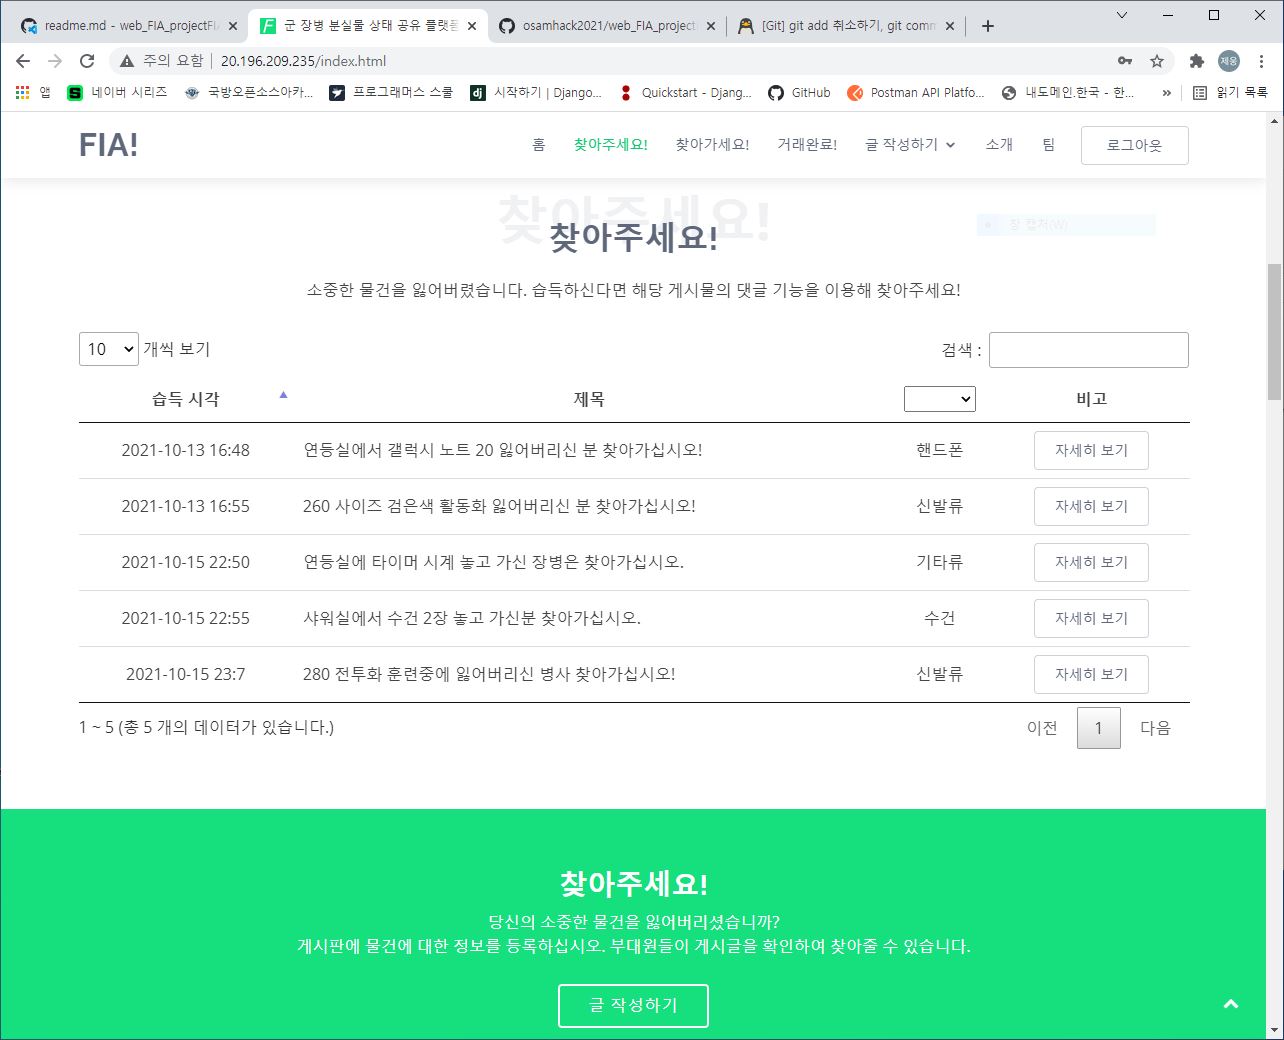 readme.md - web_FIA_projectFI
군 장병 분실물 상태 공유 플랫폼
osamhack2021/web_FIA_project
[Git] git add 취소하기, git comm
주의 요함 | 20.196.209.235/index.html
제웅
앱
네이버 시리즈
국방오픈소스아카...
프로그래머스 스쿨
시작하기 | Django...
Quickstart - Djang...
GitHub
Postman API Platfo...
내도메인.한국 - 한...
»
읽기 목록
FIA!
홈
찾아주세요!
찾아가세요!
거래완료!
글 작성하기
소개
팀
로그아웃
찾아주세요!
찾아주세요!
창 캡처(W)
소중한 물건을 잃어버렸습니다. 습득하신다면 해당 게시물의 댓글 기능을 이용해 찾아주세요!
10 개씩 보기
검색 :
습득 시각 제목 비고
2021-10-13 16:48 연등실에서 갤럭시 노트 20 잃어버리신 분 찾아가십시오! 핸드폰 자세히 보기
2021-10-13 16:55 260 사이즈 검은색 활동화 잃어버리신 분 찾아가십시오! 신발류 자세히 보기
2021-10-15 22:50 연등실에 타이머 시계 놓고 가신 장병은 찾아가십시오. 기타류 자세히 보기
2021-10-15 22:55 샤워실에서 수건 2장 놓고 가신분 찾아가십시오. 수건 자세히 보기
2021-10-15 23:7 280 전투화 훈련중에 잃어버리신 병사 찾아가십시오! 신발류 자세히 보기
1 ~ 5 (총 5 개의 데이터가 있습니다.)
이전 1 다음
찾아주세요!
당신의 소중한 물건을 잃어버리셨습니까?
게시판에 물건에 대한 정보를 등록하십시오. 부대원들이 게시글을 확인하여 찾아줄 수 있습니다.
글 작성하기